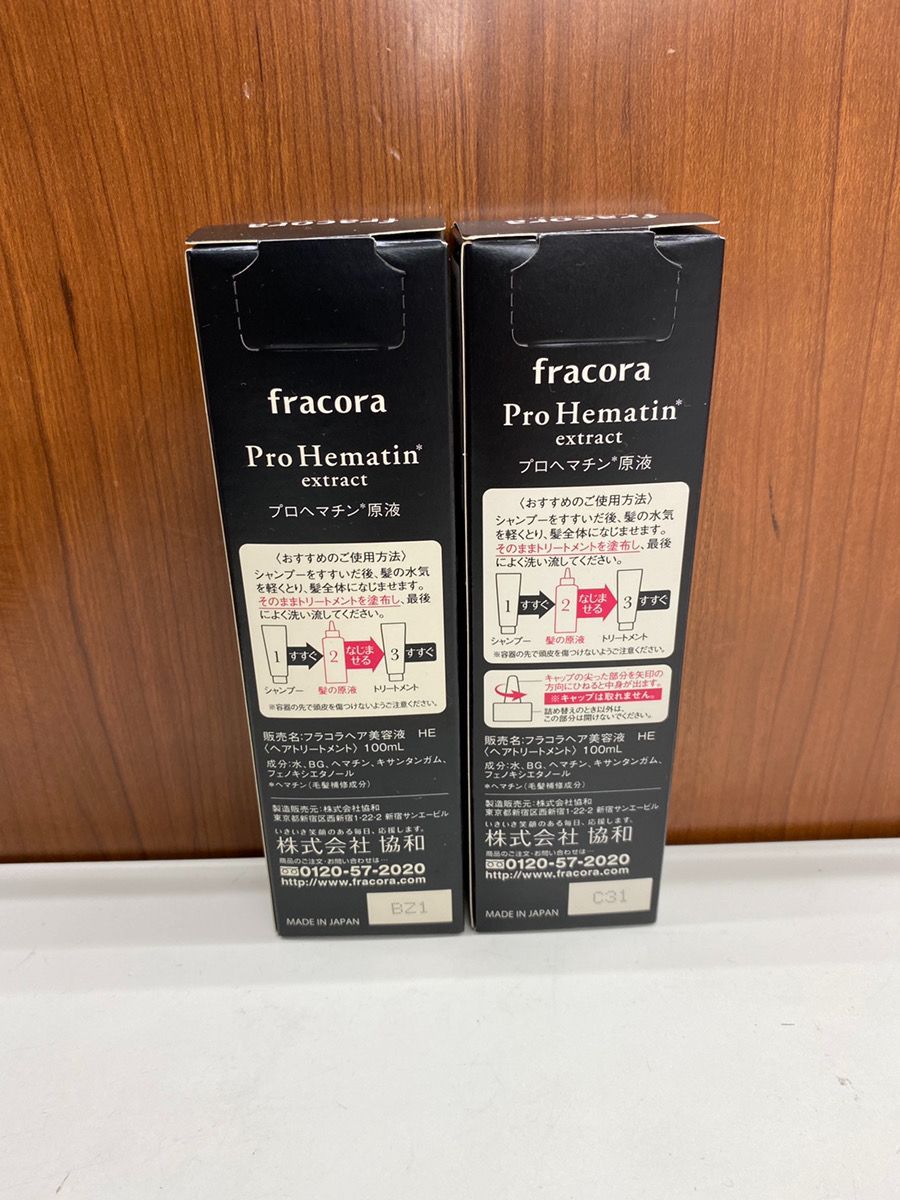 fracora
fracora
Pro Hematin*
extract
プロヘマチン*原液
〈おすすめのご使用方法〉
シャンプーをすすいだ後、髪の水気
を軽くとり、髪全体になじませます。
そのままトリートメントを塗布し、最後
によく洗い流してください。
1 すすぐ 2 なじま 3 すすぐ
せる
シャンプー 髪の原液 トリートメント
※容器の先で頭皮を傷つけないようご注意ください。
販売名:フラコラヘア美容液 HE
〈ヘアトリートメント〉 100mL
成分:水、BG、ヘマチン、キサンタンガム、
フェノキシエタノール
*ヘマチン(毛髪補修成分)
製造販売元:株式会社協和
東京都新宿区西新宿1-22-2 新宿サンエービル
いきいき笑顔のある毎日、応援します。
株式会社 協和
商品のご注文・お問い合わせは…
0120-57-2020
http://www.fracora.com
MADE IN JAPAN
BZ1
fracora
fracora
Pro Hematin*
extract
プロヘマチン*原液
〈おすすめのご使用方法〉
シャンプーをすすいだ後、髪の水気
を軽くとり、髪全体になじませます。
そのままトリートメントを塗布し、最後
によく洗い流してください。
1 すすぐ 2 なじま 3 すすぐ
せる
シャンプー 髪の原液 トリートメント
※容器の先で頭皮を傷つけないようご注意ください。
キャップの尖った部分を矢印の
方向にひねると中身が出ます。
※キャップは取れません。
詰め替えのとき以外は、
この部分は開けないでください。
販売名:フラコラヘア美容液 HE
〈ヘアトリートメント〉 100mL
成分:水、BG、ヘマチン、キサンタンガム、
フェノキシエタノール
*ヘマチン(毛髪補修成分)
製造販売元:株式会社協和
東京都新宿区西新宿1-22-2 新宿サンエービル
いきいき笑顔のある毎日、応援します。
株式会社 協和
商品のご注文・お問い合わせは…
0120-57-2020
http://www.fracora.com
MADE IN JAPAN
C31